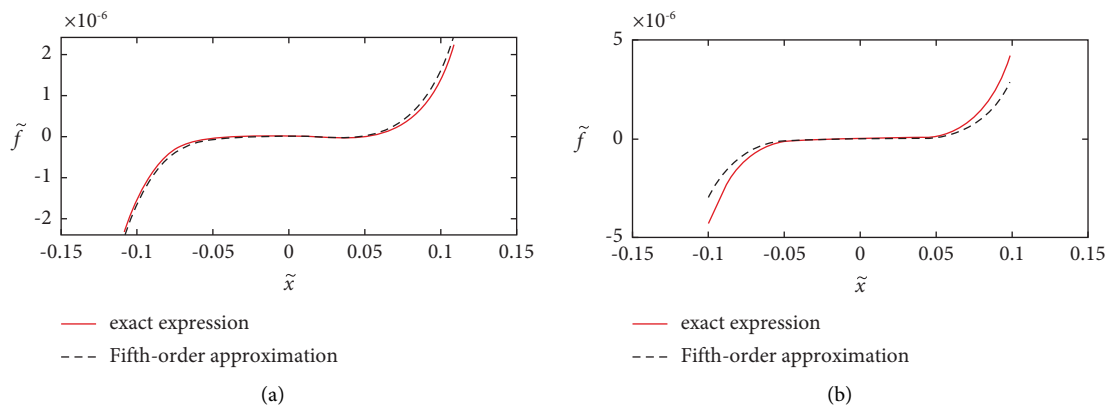 ×10⁻⁶
2
1
0
-1
-2
f̃
-0.15 -0.1 -0.05 0 0.05 0.1 0.15
x̃
exact expression
Fifth-order approximation
(a)
×10⁻⁶
5
0
-5
f̃
-0.15 -0.1 -0.05 0 0.05 0.1 0.15
x̃
exact expression
Fifth-order approximation
(b)